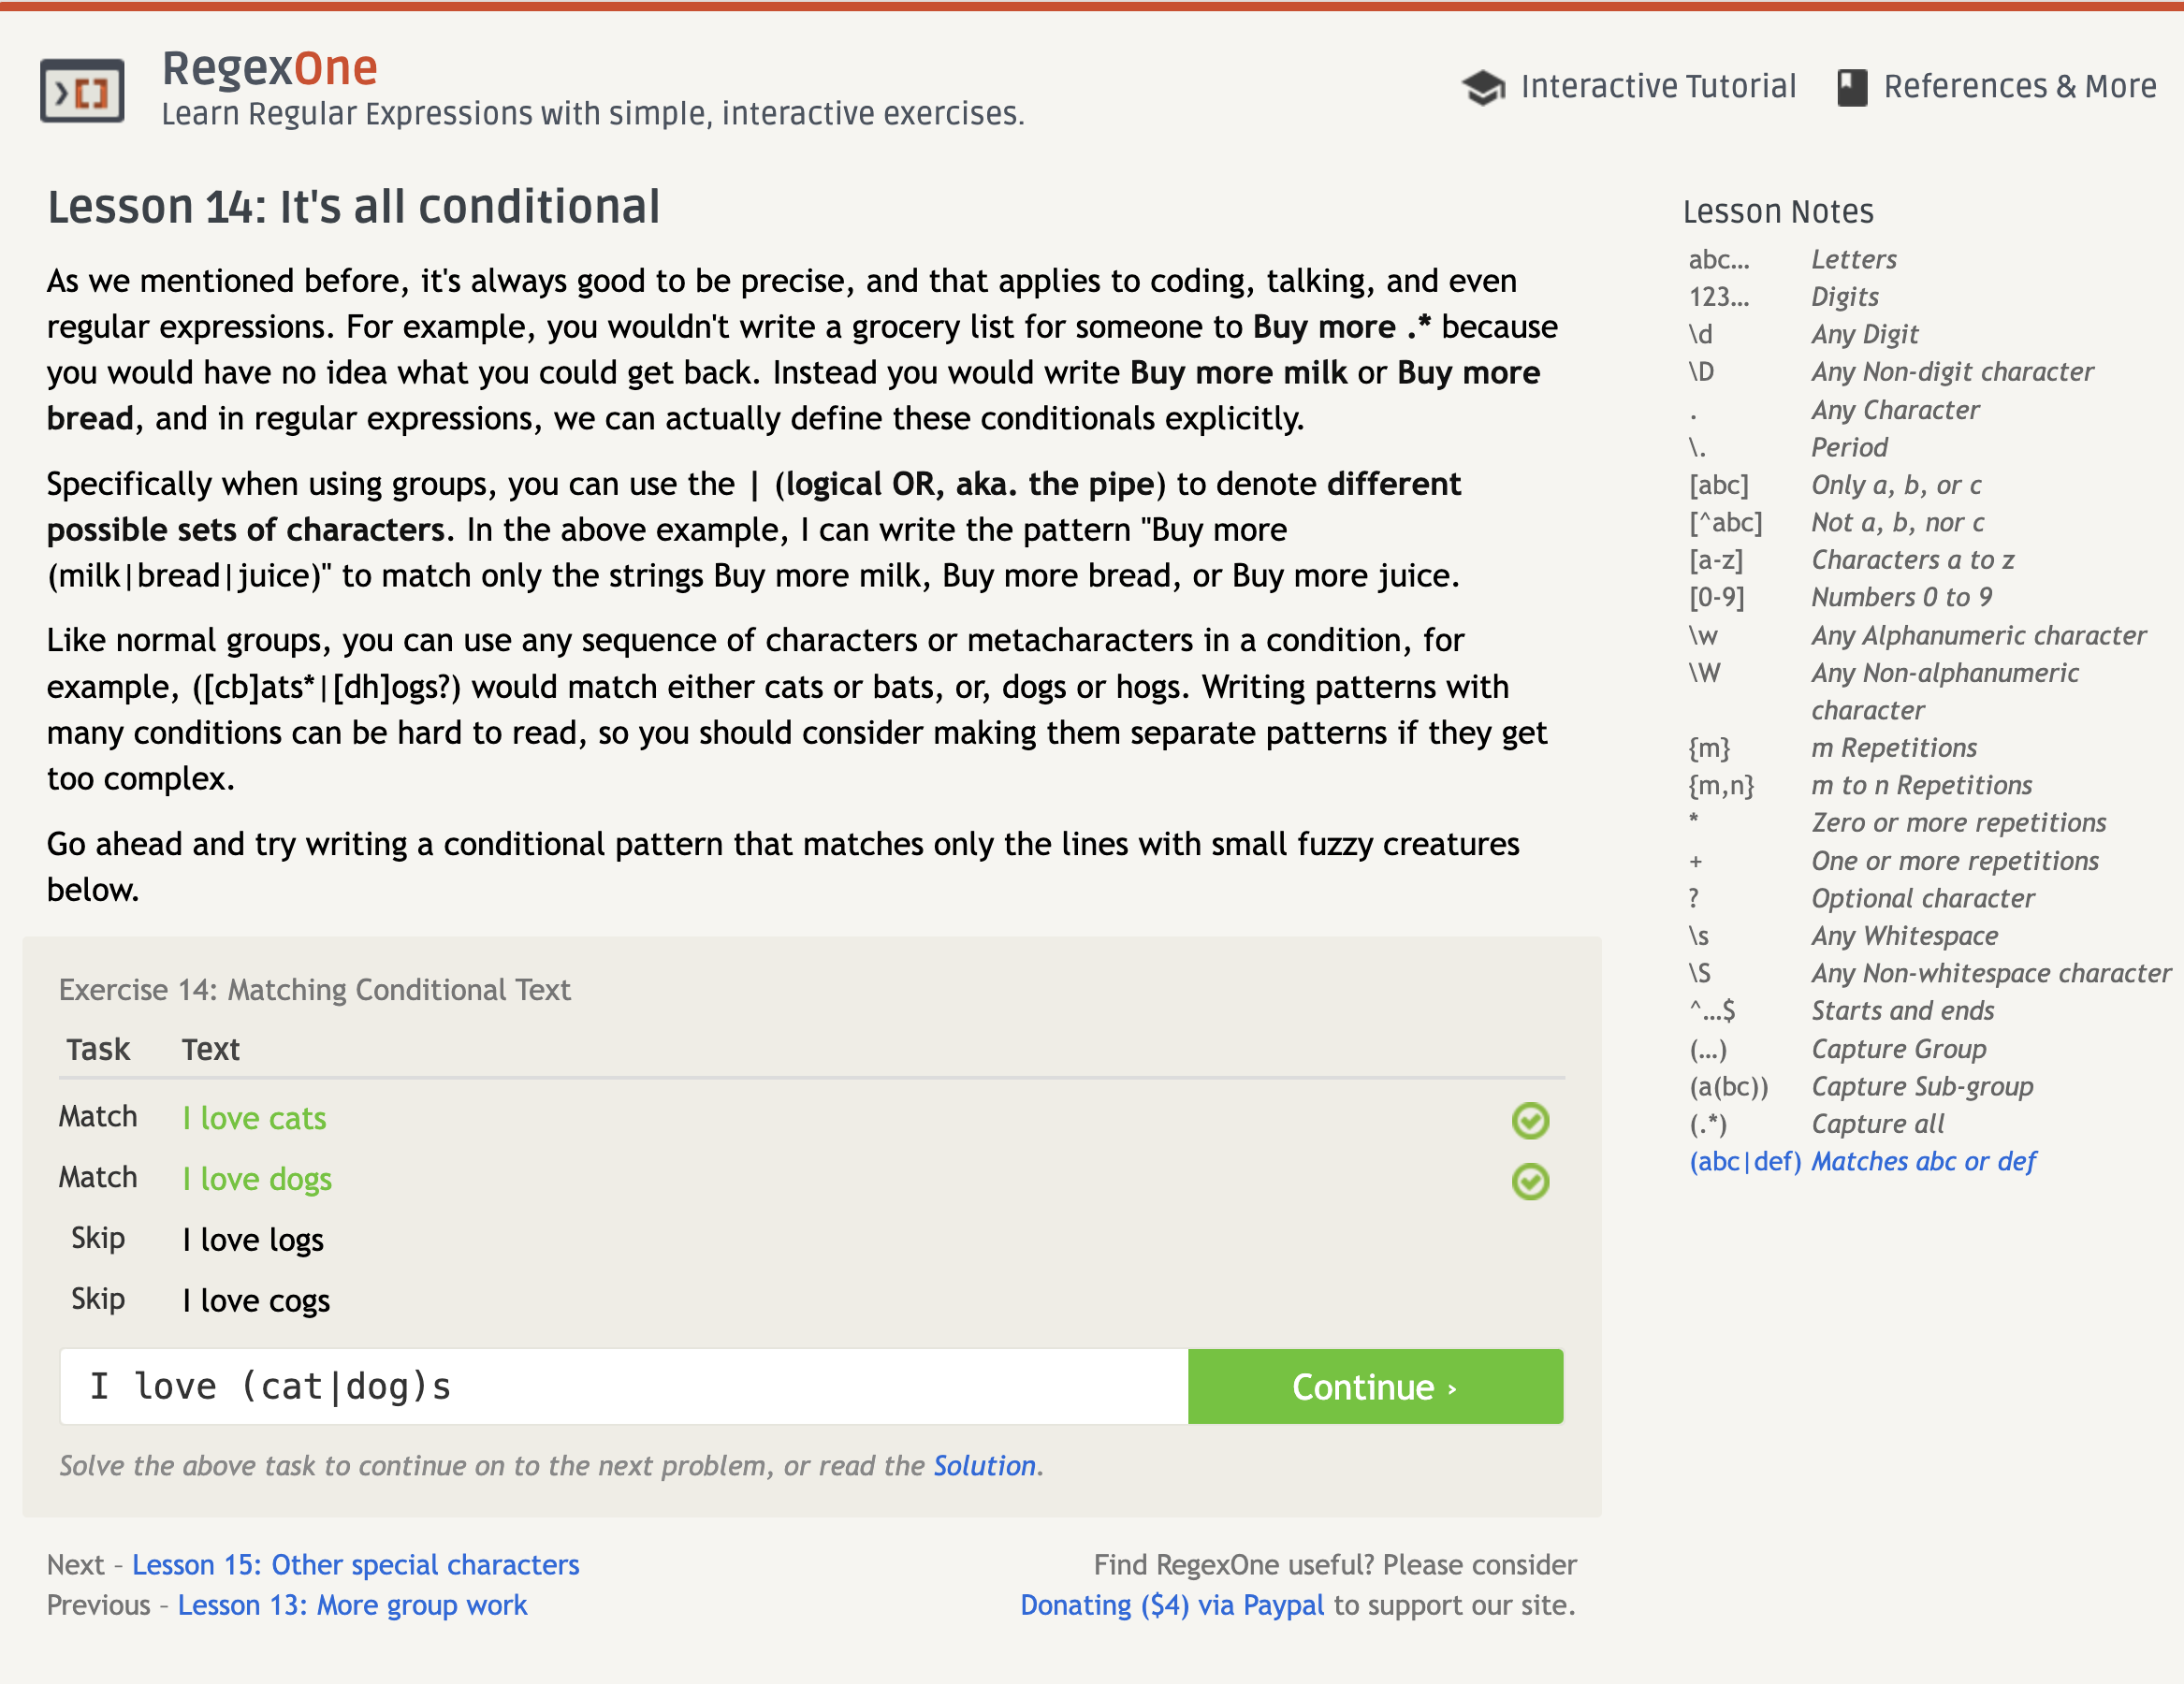 RegexOne
Learn Regular Expressions with simple, interactive exercises.
Interactive Tutorial
References & More
Lesson 14: It's all conditional
As we mentioned before, it's always good to be precise, and that applies to coding, talking, and even
regular expressions. For example, you wouldn't write a grocery list for someone to Buy more .* because
you would have no idea what you could get back. Instead you would write Buy more milk or Buy more
bread, and in regular expressions, we can actually define these conditionals explicitly.
Specifically when using groups, you can use the | (logical OR, aka. the pipe) to denote different
possible sets of characters. In the above example, I can write the pattern "Buy more
(milk|bread|juice)" to match only the strings Buy more milk, Buy more bread, or Buy more juice.
Like normal groups, you can use any sequence of characters or metacharacters in a condition, for
example, ([cb]ats*|[dh]ogs?) would match either cats or bats, or, dogs or hogs. Writing patterns with
many conditions can be hard to read, so you should consider making them separate patterns if they get
too complex.
Go ahead and try writing a conditional pattern that matches only the lines with small fuzzy creatures
below.
Exercise 14: Matching Conditional Text
Task Text
Match I love cats
Match I love dogs
Skip I love logs
Skip I love cogs
I love (cat|dog)s
Continue ›
Solve the above task to continue on to the next problem, or read the Solution.
Next – Lesson 15: Other special characters
Previous – Lesson 13: More group work
Find RegexOne useful? Please consider
Donating ($4) via Paypal to support our site.
Lesson Notes
abc… Letters
123… Digits
\d Any Digit
\D Any Non-digit character
. Any Character
\. Period
[abc] Only a, b, or c
[^abc] Not a, b, nor c
[a-z] Characters a to z
[0-9] Numbers 0 to 9
\w Any Alphanumeric character
\W Any Non-alphanumeric
character
{m} m Repetitions
{m,n} m to n Repetitions
* Zero or more repetitions
+ One or more repetitions
? Optional character
\s Any Whitespace
\S Any Non-whitespace character
^…$ Starts and ends
(…) Capture Group
(a(bc)) Capture Sub-group
(.*) Capture all
(abc|def) Matches abc or def